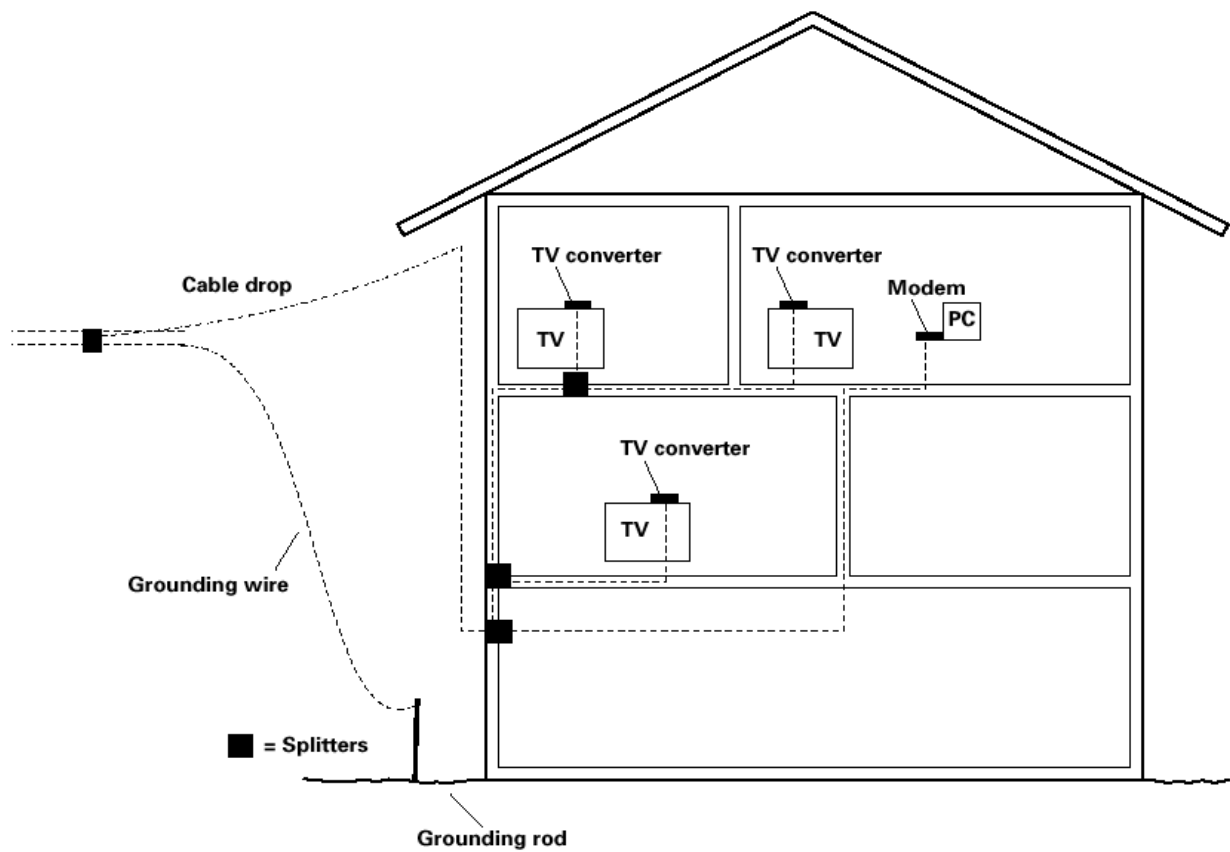 TV converter
TV converter
Cable drop
Modem
PC
TV
TV
TV converter
TV
Grounding wire
= Splitters
Grounding rod